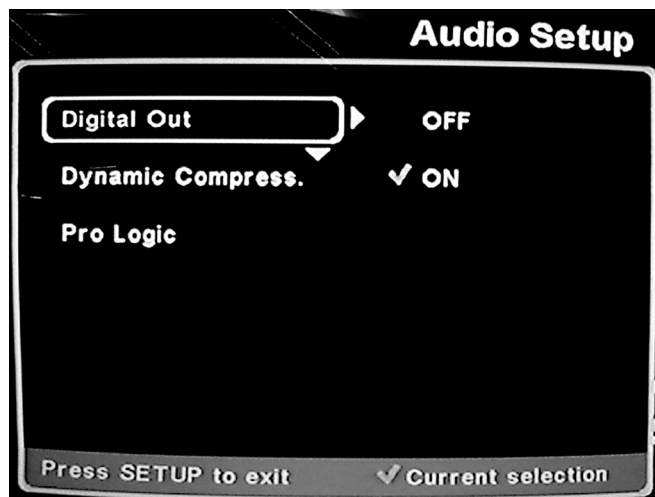 Audio Setup
Digital Out OFF
Dynamic Compress. ✓ ON
Pro Logic
Press SETUP to exit ✓ Current selection